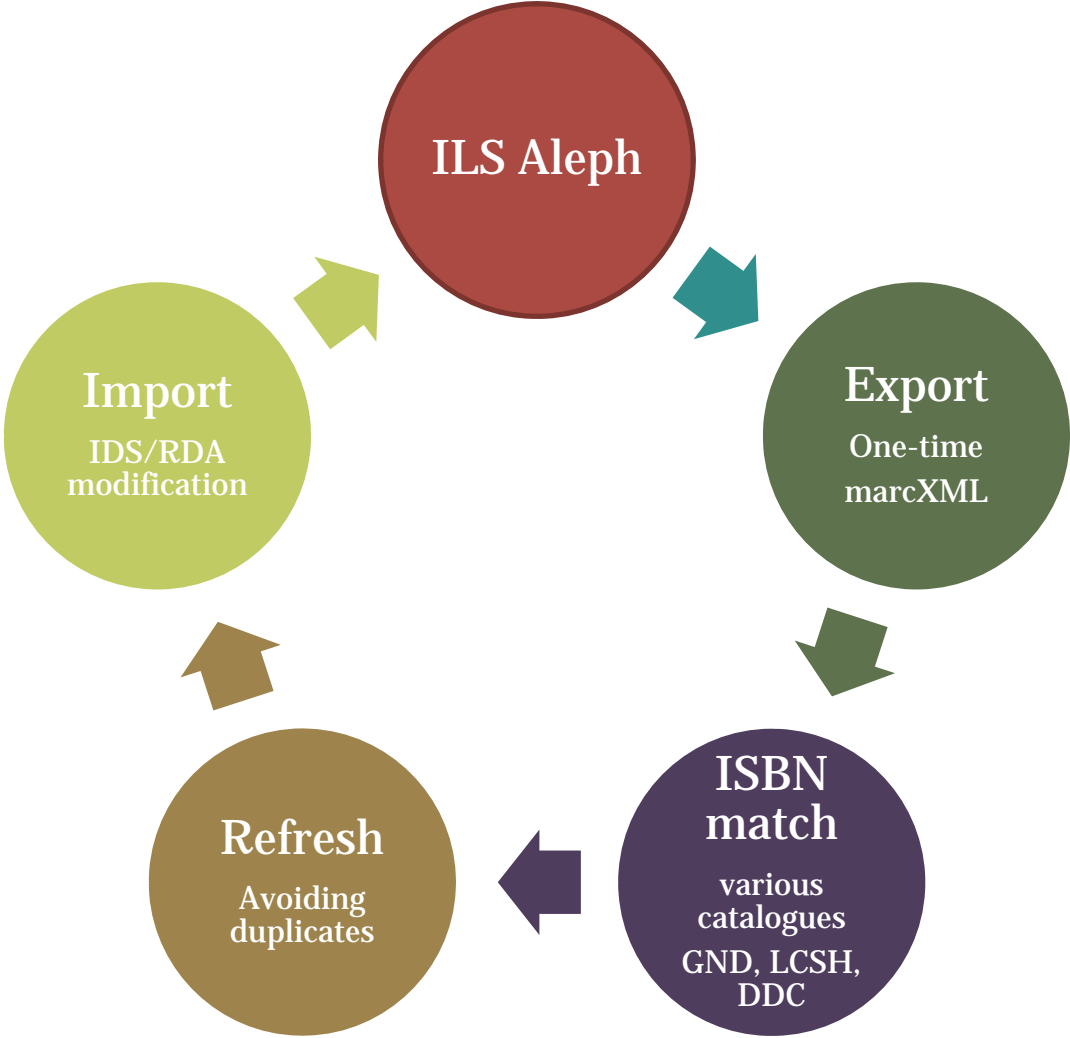 ILS Aleph
Export
One-time
marcXML
ISBN
match
various
catalogues
GND, LCSH,
DDC
Refresh
Avoiding
duplicates
Import
IDS/RDA
modification